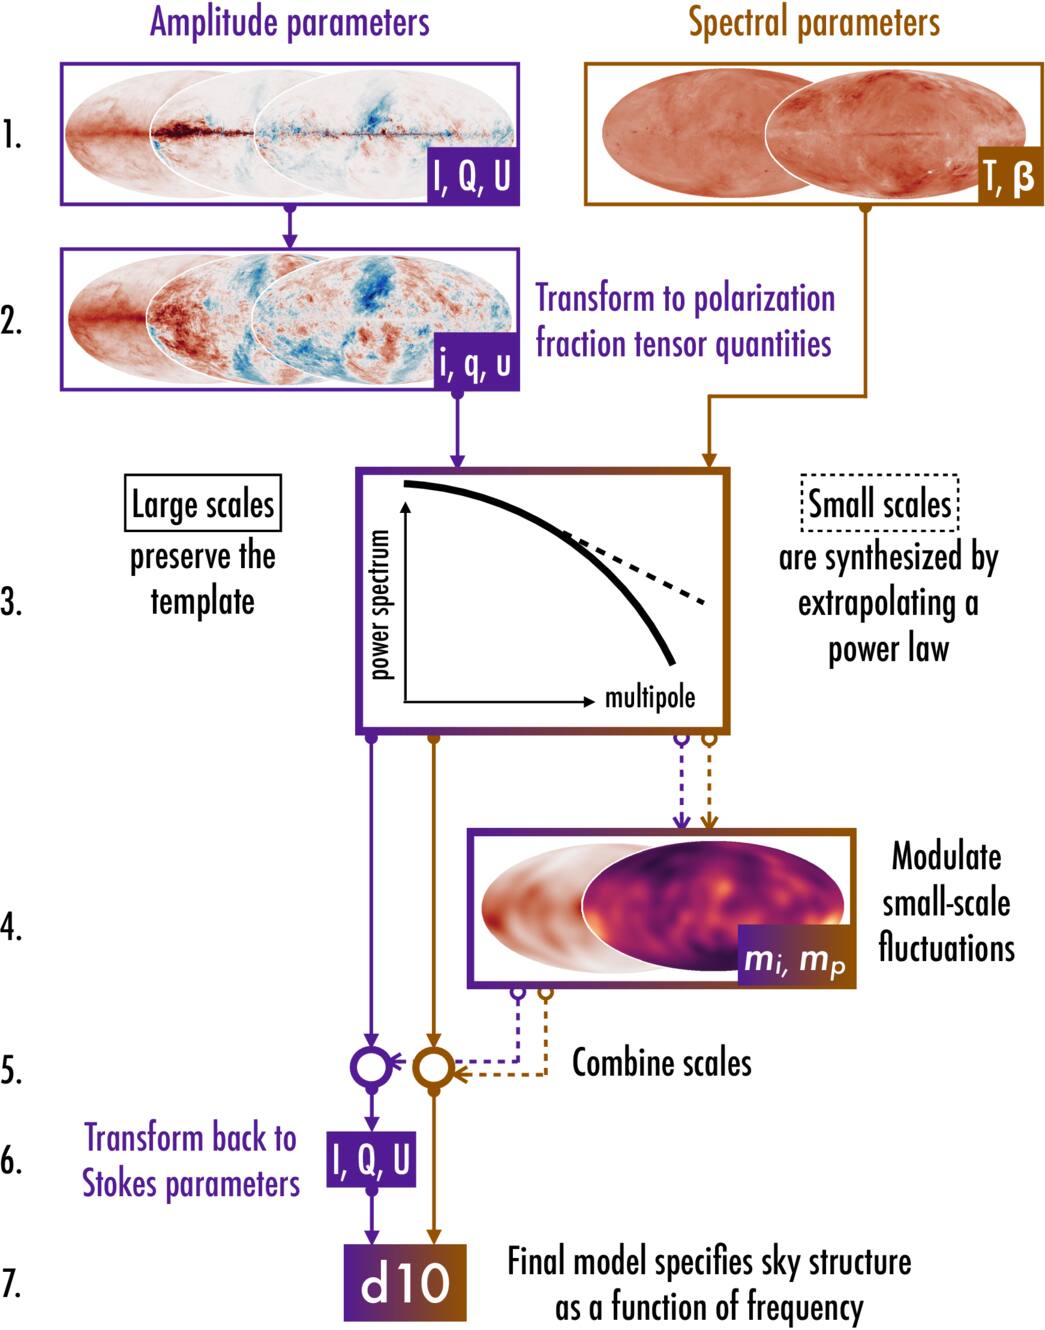 Amplitude parameters
Spectral parameters
1.
I, Q, U
T, β
2.
i, q, u
Transform to polarization
fraction tensor quantities
3.
Large scales
preserve the
template
power spectrum
multipole
Small scales
are synthesized by
extrapolating a
power law
4.
mi, mp
Modulate
small-scale
fluctuations
5.
Combine scales
6.
Transform back to
Stokes parameters
I, Q, U
7.
d10
Final model specifies sky structure
as a function of frequency